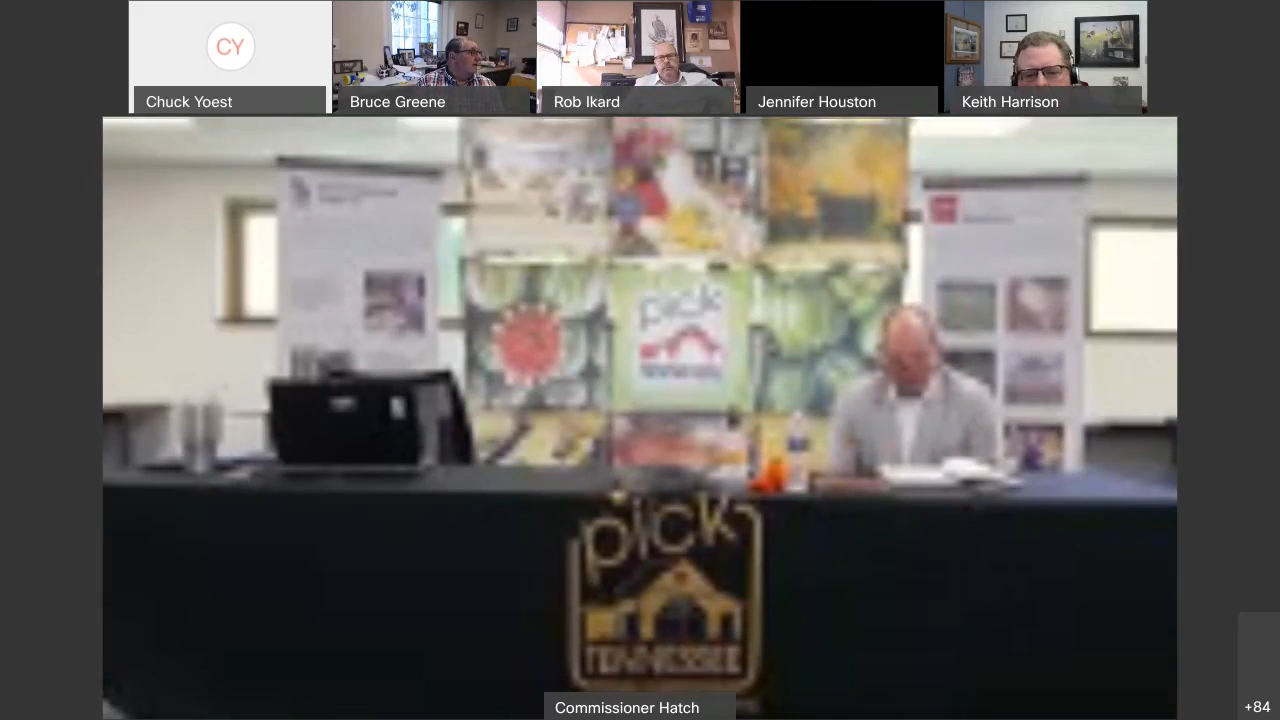 CY
Chuck Yoest
Bruce Greene
Rob Ikard
Jennifer Houston
Keith Harrison
pick
pick
TENNESSEE
Commissioner Hatch
+84